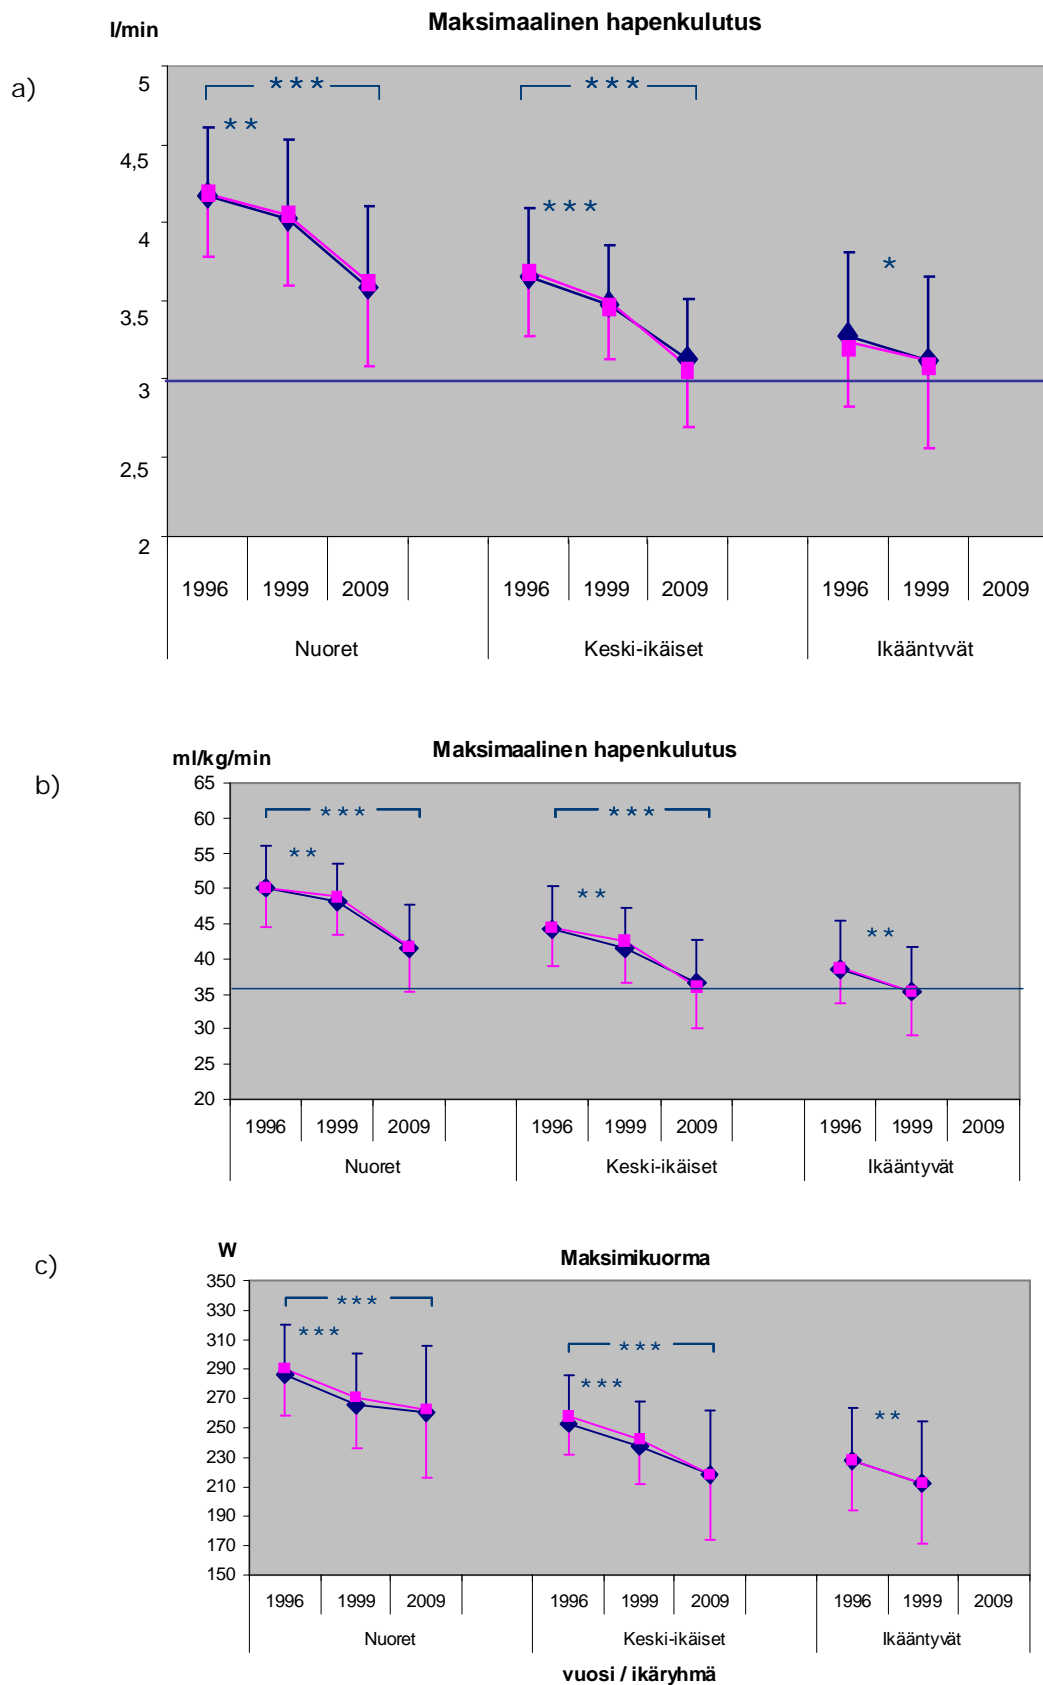 Maksimaalinen hapenkulutus
l/min
a)
5
4,5
4
3.5
3
2,5
2
***
**
***
***
*
1996 1999 2009 1996 1999 2009 1996 1999 2009
Nuoret Keski-ikäiset Ikääntyvät
Maksimaalinen hapenkulutus
ml/kg/min
b)
65
60
55
50
45
40
35
30
25
20
***
**
***
**
**
1996 1999 2009 1996 1999 2009 1996 1999 2009
Nuoret Keski-ikäiset Ikääntyvät
W
Maksimikuorma
c)
350
330
310
290
270
250
230
210
190
170
150
***
***
***
***
**
1996 1999 2009 1996 1999 2009 1996 1999 2009
Nuoret Keski-ikäiset Ikääntyvät
vuosi / ikäryhmä